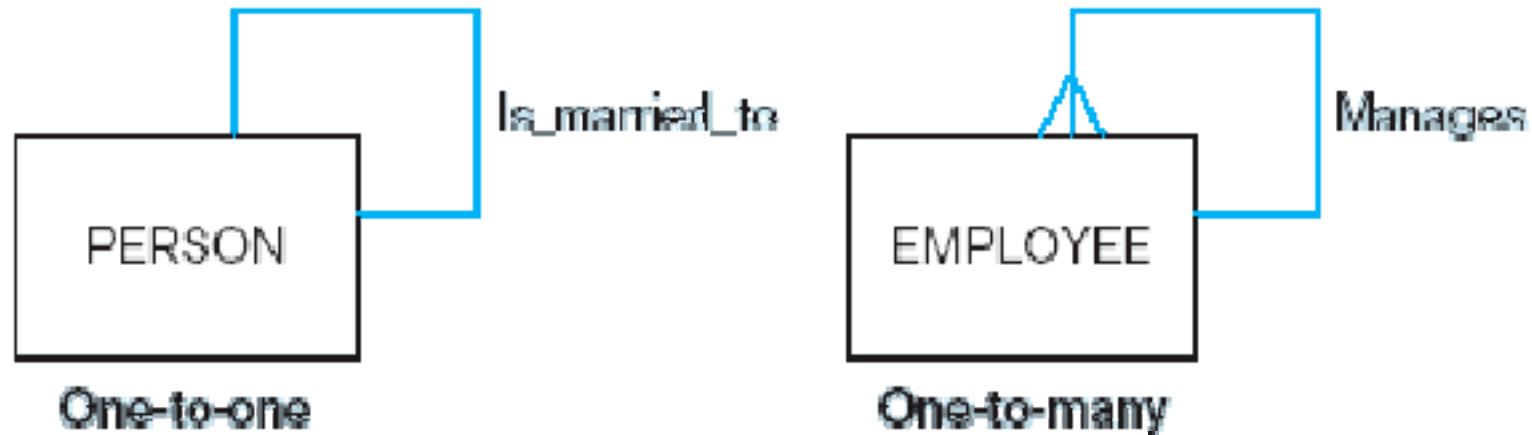 Is_married_to
PERSON
One-to-one
Manages
EMPLOYEE
One-to-many